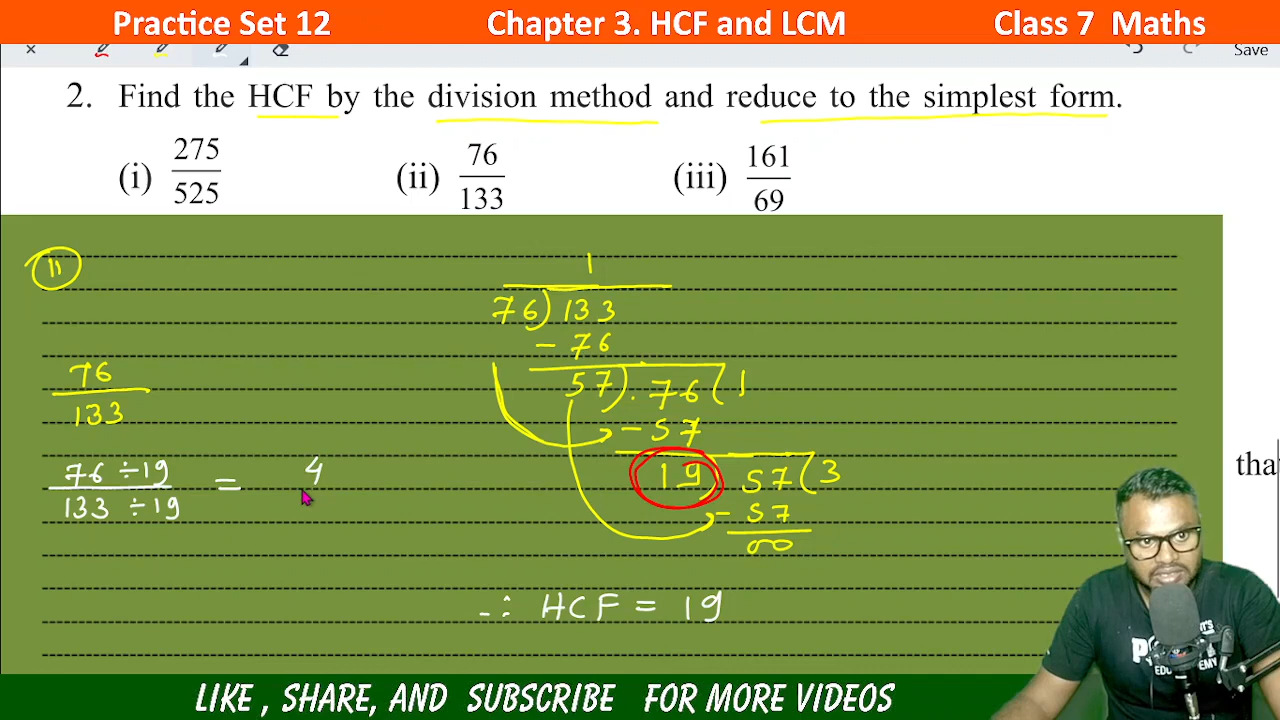 Practice Set 12 Chapter 3. HCF and LCM Class 7 Maths
Save
2. Find the HCF by the division method and reduce to the simplest form.
(i) 275/525 (ii) 76/133 (iii) 161/69
11
1
76) 133
- 76
57) 76 ( 1
- 57
19) 57 ( 3
- 57
00
76
133
76 ÷19 = 4
133 ÷19
∴ HCF = 19
tha
LIKE , SHARE, AND SUBSCRIBE FOR MORE VIDEOS